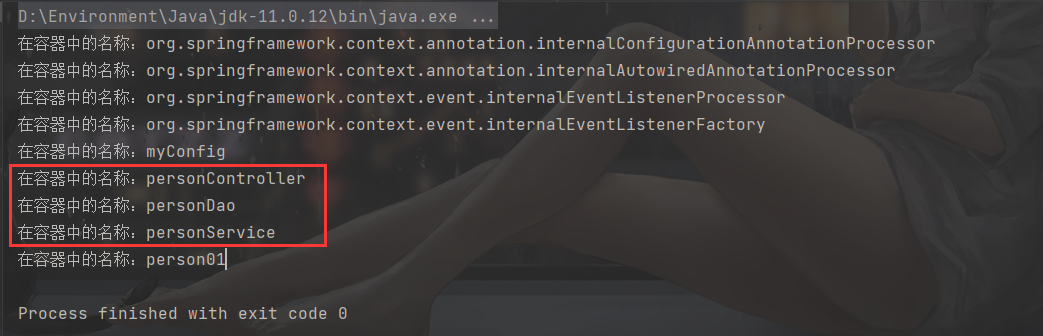 D:\Environment\Java\jdk-11.0.12\bin\java.exe ...
在容器中的名称：org.springframework.context.annotation.internalConfigurationAnnotationProcessor
在容器中的名称：org.springframework.context.annotation.internalAutowiredAnnotationProcessor
在容器中的名称：org.springframework.context.event.internalEventListenerProcessor
在容器中的名称：org.springframework.context.event.internalEventListenerFactory
在容器中的名称：myConfig
在容器中的名称：personController
在容器中的名称：personDao
在容器中的名称：personService
在容器中的名称：person01
Process finished with exit code 0